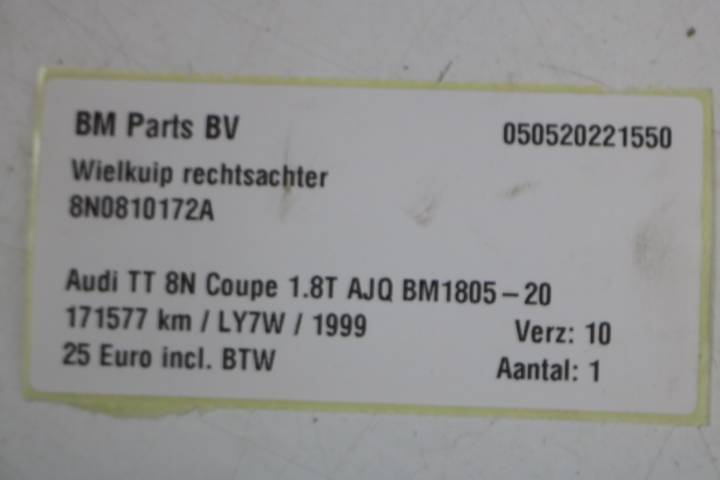 BM Parts BV 050520221550
Wielkuip rechtsachter
8N0810172A
Audi TT 8N Coupe 1.8T AJQ BM1805-20
171577 km / LY7W / 1999 Verz: 10
25 Euro incl. BTW Aantal: 1